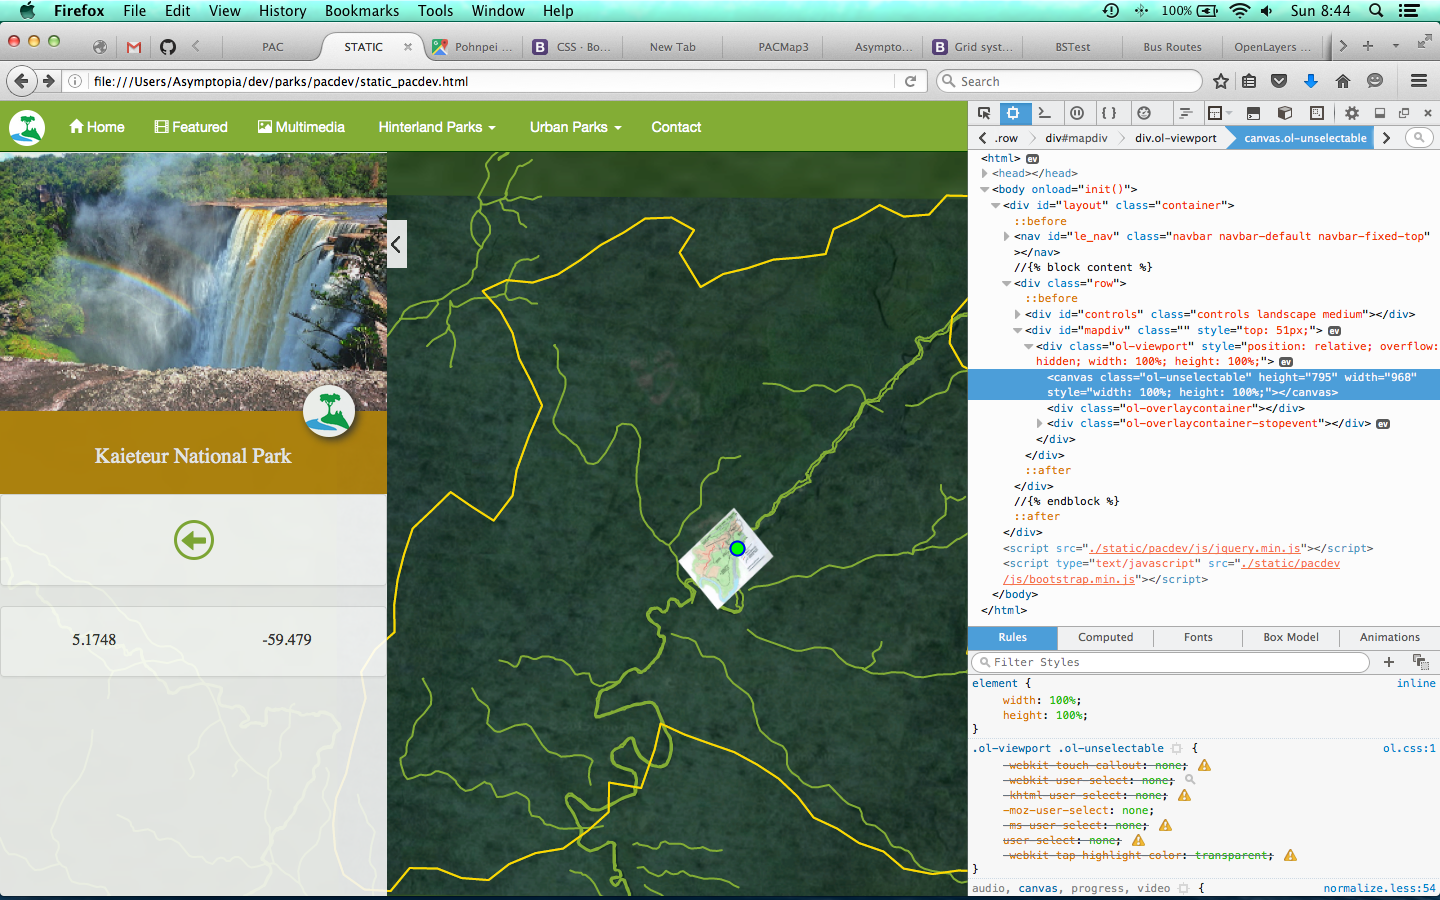 Firefox File Edit View History Bookmarks Tools Window Help 100% Sun 8:44
PAC STATIC × Pohnpei ... CSS · Bo... New Tab PACMap3 Asympto... Grid syst... BSTest Bus Routes OpenLayers ...
file:///Users/Asymptopia/dev/parks/pacdev/static_pacdev.html Search
Home Featured Multimedia Hinterland Parks Urban Parks Contact
Kaieteur National Park
5.1748 -59.479
.row div#mapdiv div.ol-viewport canvas.ol-unselectable
<html> ev
<head></head>
<body onload="init()">
<div id="layout" class="container">
::before
<nav id="le_nav" class="navbar navbar-default navbar-fixed-top"
></nav>
//{% block content %}
<div class="row">
::before
<div id="controls" class="controls landscape medium"></div>
<div id="mapdiv" class="" style="top: 51px;"> ev
<div class="ol-viewport" style="position: relative; overflow:
hidden; width: 100%; height: 100%;"> ev
<canvas class="ol-unselectable" height="795" width="968"
style="width: 100%; height: 100%;"></canvas>
<div class="ol-overlaycontainer"></div>
<div class="ol-overlaycontainer-stopevent"></div> ev
</div>
</div>
::after
</div>
//{% endblock %}
::after
</div>
<script src="./static/pacdev/js/jquery.min.js"></script>
<script type="text/javascript" src="./static/pacdev
/js/bootstrap.min.js"></script>
</body>
</html>
Rules Computed Fonts Box Model Animations
Filter Styles
element { inline
width: 100%;
height: 100%;
}
.ol-viewport .ol-unselectable { ol.css:1
-webkit-touch-callout: none;
-webkit-user-select: none;
-khtml-user-select: none;
-moz-user-select: none;
-ms-user-select: none;
user-select: none;
-webkit-tap-highlight-color: transparent;
}
audio, canvas, progress, video { normalize.less:54